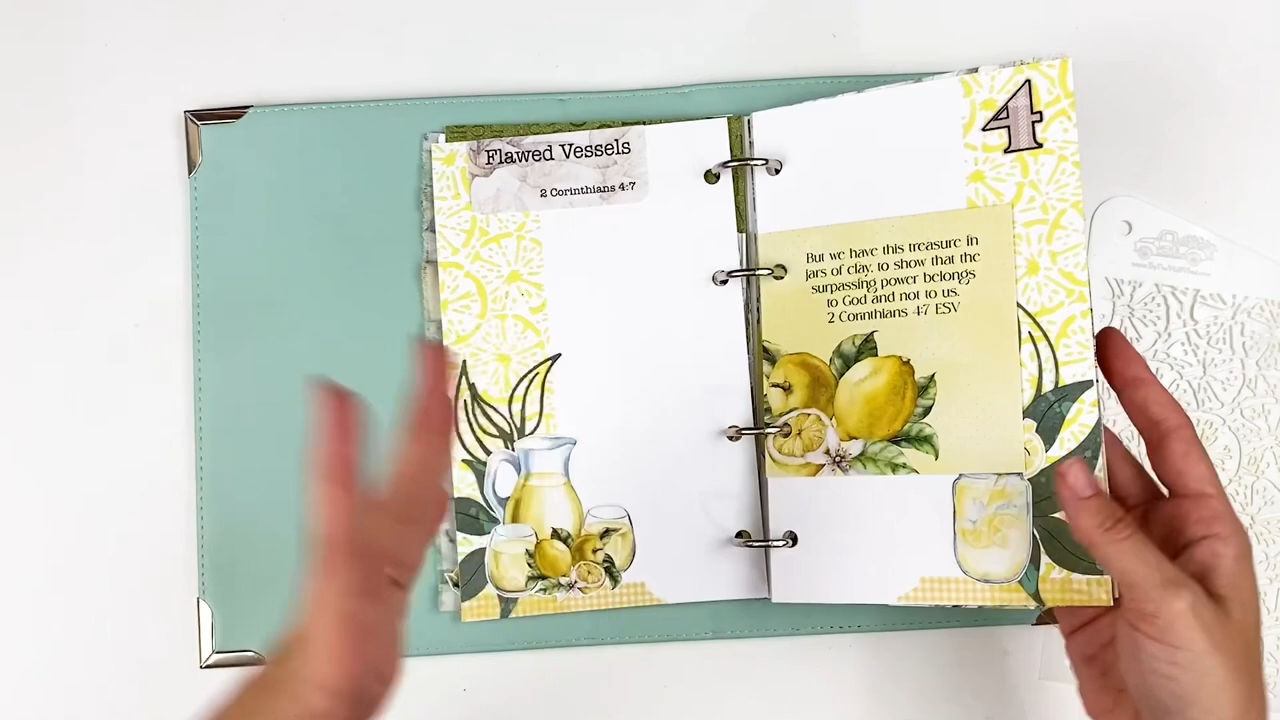 Flawed Vessels
2 Corinthians 4:7
4
But we have this treasure in
jars of clay, to show that the
surpassing power belongs
to God and not to us.
2 Corinthians 4:7 ESV